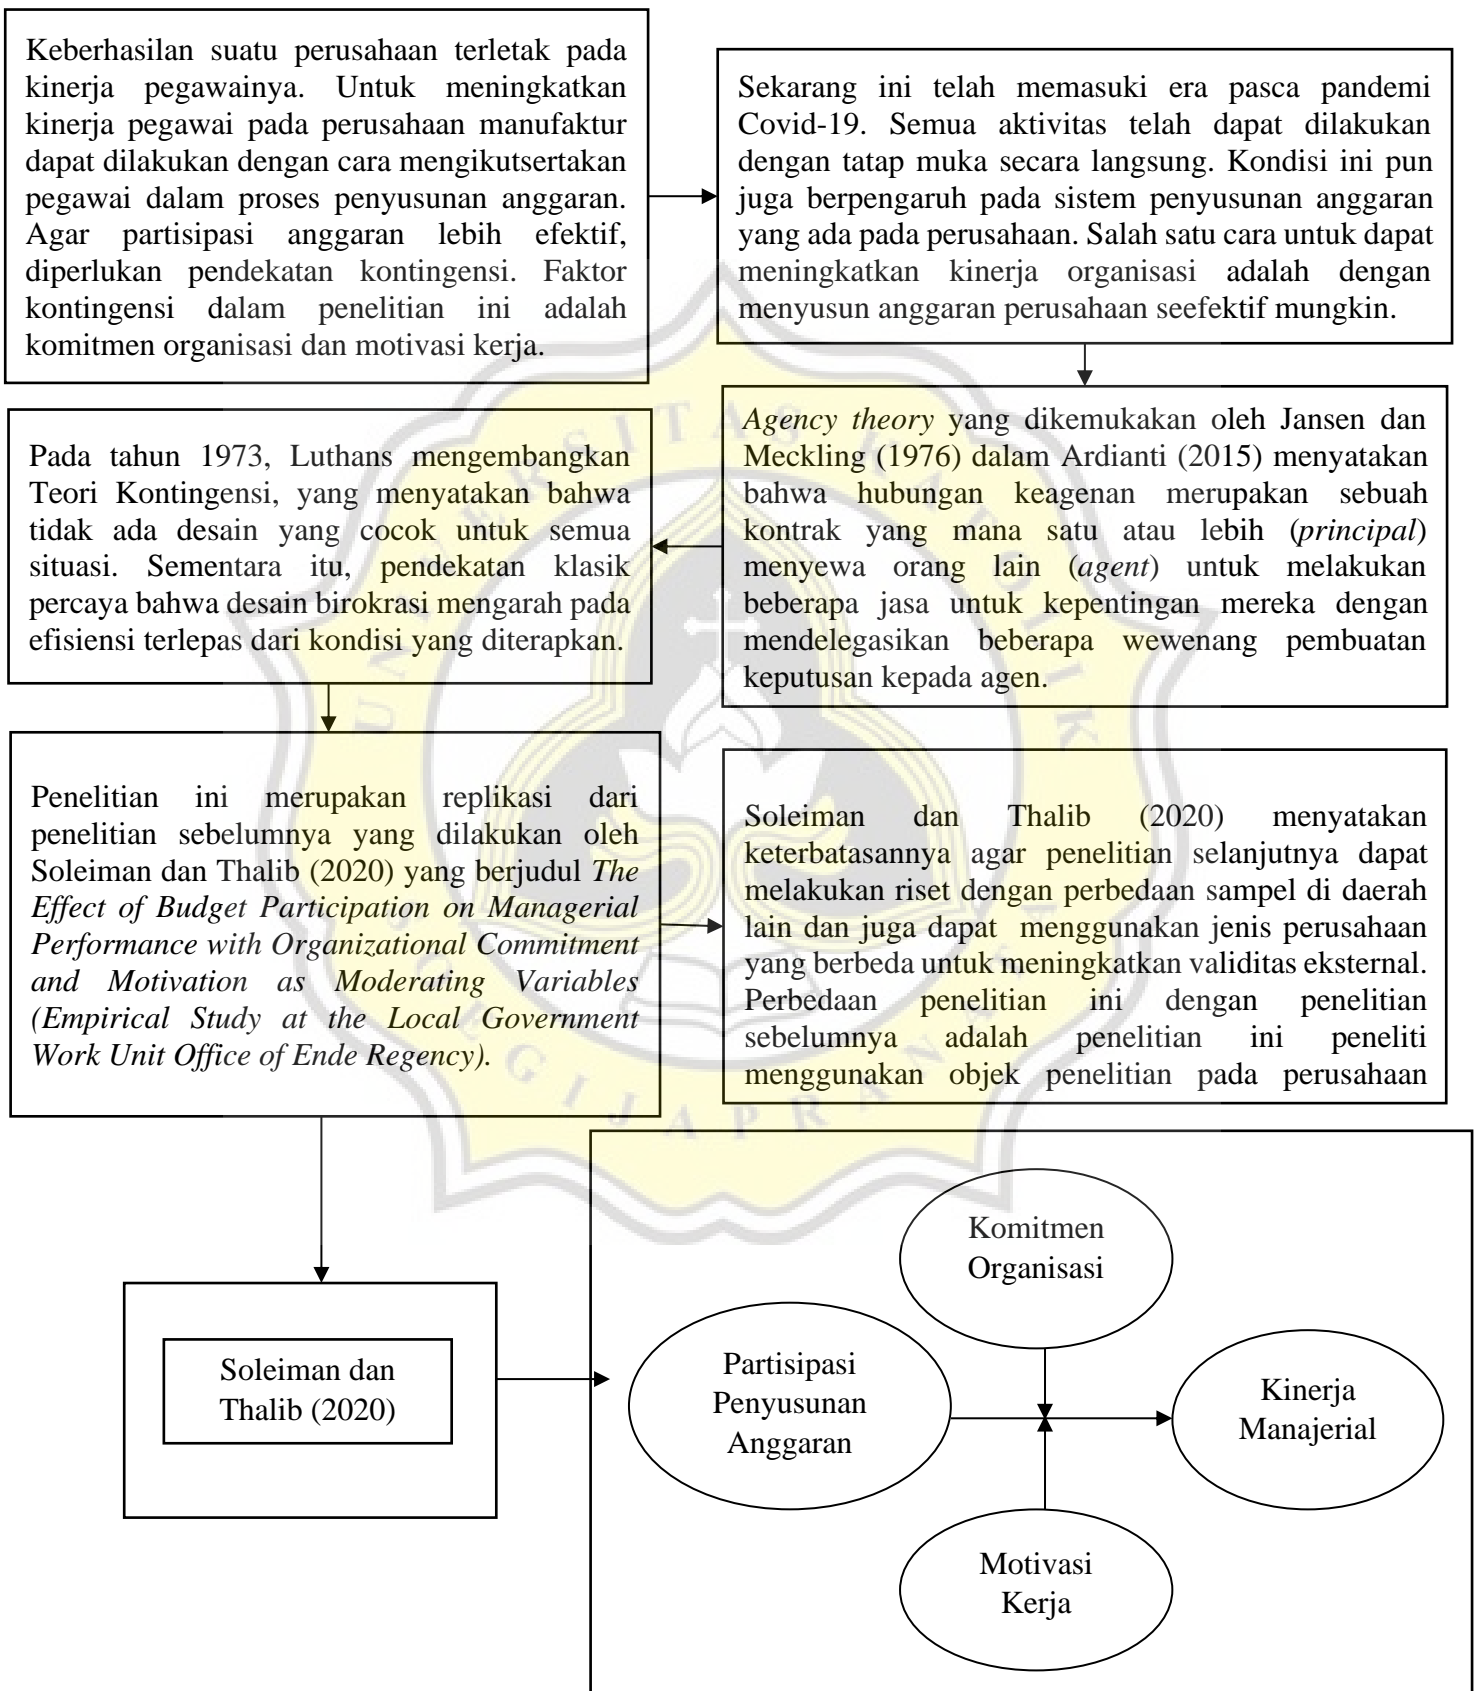 Keberhasilan suatu perusahaan terletak pada
kinerja pegawainya. Untuk meningkatkan
kinerja pegawai pada perusahaan manufaktur
dapat dilakukan dengan cara mengikutsertakan
pegawai dalam proses penyusunan anggaran.
Agar partisipasi anggaran lebih efektif,
diperlukan pendekatan kontingensi. Faktor
kontingensi dalam penelitian ini adalah
komitmen organisasi dan motivasi kerja.
Sekarang ini telah memasuki era pasca pandemi
Covid-19. Semua aktivitas telah dapat dilakukan
dengan tatap muka secara langsung. Kondisi ini pun
juga berpengaruh pada sistem penyusunan anggaran
yang ada pada perusahaan. Salah satu cara untuk dapat
meningkatkan kinerja organisasi adalah dengan
menyusun anggaran perusahaan seefektif mungkin.
Agency theory yang dikemukakan oleh Jansen dan
Meckling (1976) dalam Ardianti (2015) menyatakan
bahwa hubungan keagenan merupakan sebuah
kontrak yang mana satu atau lebih (principal)
menyewa orang lain (agent) untuk melakukan
beberapa jasa untuk kepentingan mereka dengan
mendelegasikan beberapa wewenang pembuatan
keputusan kepada agen.
Pada tahun 1973, Luthans mengembangkan
Teori Kontingensi, yang menyatakan bahwa
tidak ada desain yang cocok untuk semua
situasi. Sementara itu, pendekatan klasik
percaya bahwa desain birokrasi mengarah pada
efisiensi terlepas dari kondisi yang diterapkan.
Penelitian ini merupakan replikasi dari
penelitian sebelumnya yang dilakukan oleh
Soleiman dan Thalib (2020) yang berjudul The
Effect of Budget Participation on Managerial
Performance with Organizational Commitment
and Motivation as Moderating Variables
(Empirical Study at the Local Government
Work Unit Office of Ende Regency).
Soleiman dan Thalib (2020) menyatakan
keterbatasannya agar penelitian selanjutnya dapat
melakukan riset dengan perbedaan sampel di daerah
lain dan juga dapat menggunakan jenis perusahaan
yang berbeda untuk meningkatkan validitas eksternal.
Perbedaan penelitian ini dengan penelitian
sebelumnya adalah penelitian ini peneliti
menggunakan objek penelitian pada perusahaan
Soleiman dan
Thalib (2020)
Komitmen
Organisasi
Partisipasi
Penyusunan
Anggaran
Kinerja
Manajerial
Motivasi
Kerja
UNIVERSITAS KATOLIK
SOEGIJAPRANATA